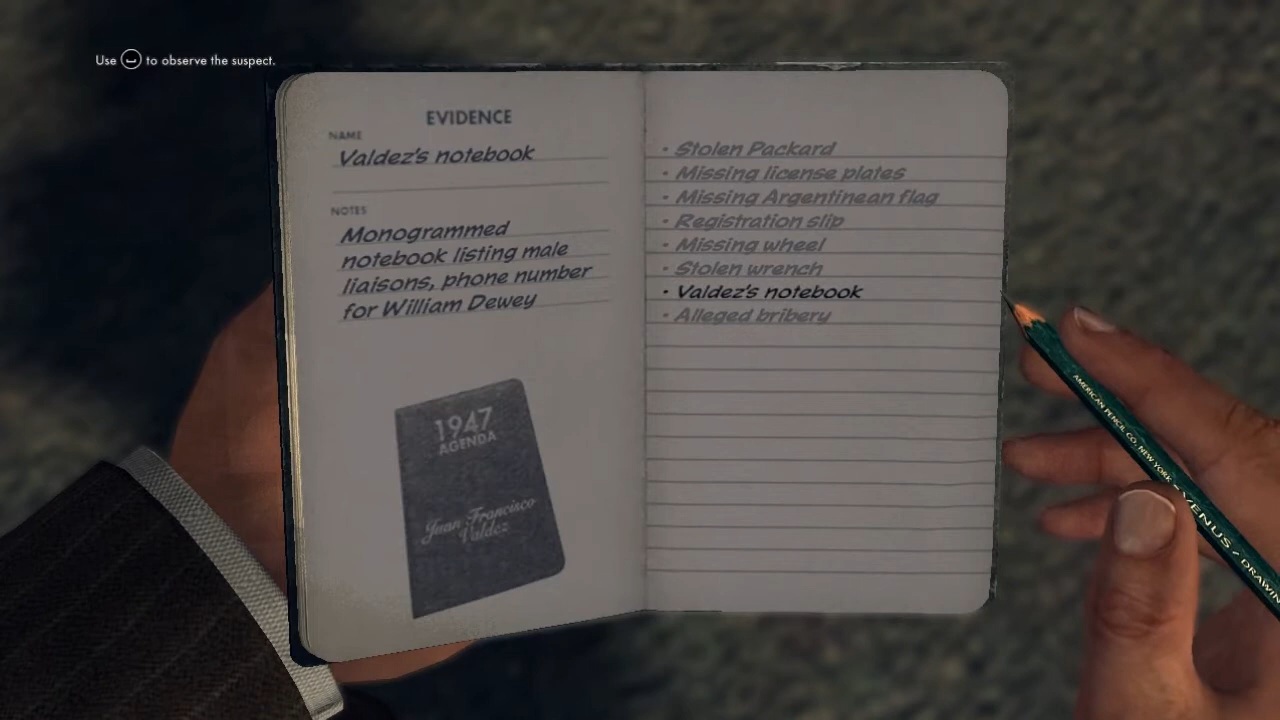 Use to observe the suspect.
EVIDENCE
NAME
Valdez's notebook
NOTES
Monogrammed
notebook listing male
liaisons, phone number
for William Dewey
1947
AGENDA
Juan Francisco
Valdez
• Stolen Packard
• Missing license plates
• Missing Argentinean flag
• Registration slip
• Missing wheel
• Stolen wrench
• Valdez's notebook
• Alleged bribery
AMERICAN PENCIL CO. NEW YORK VENUS / DRAWIN